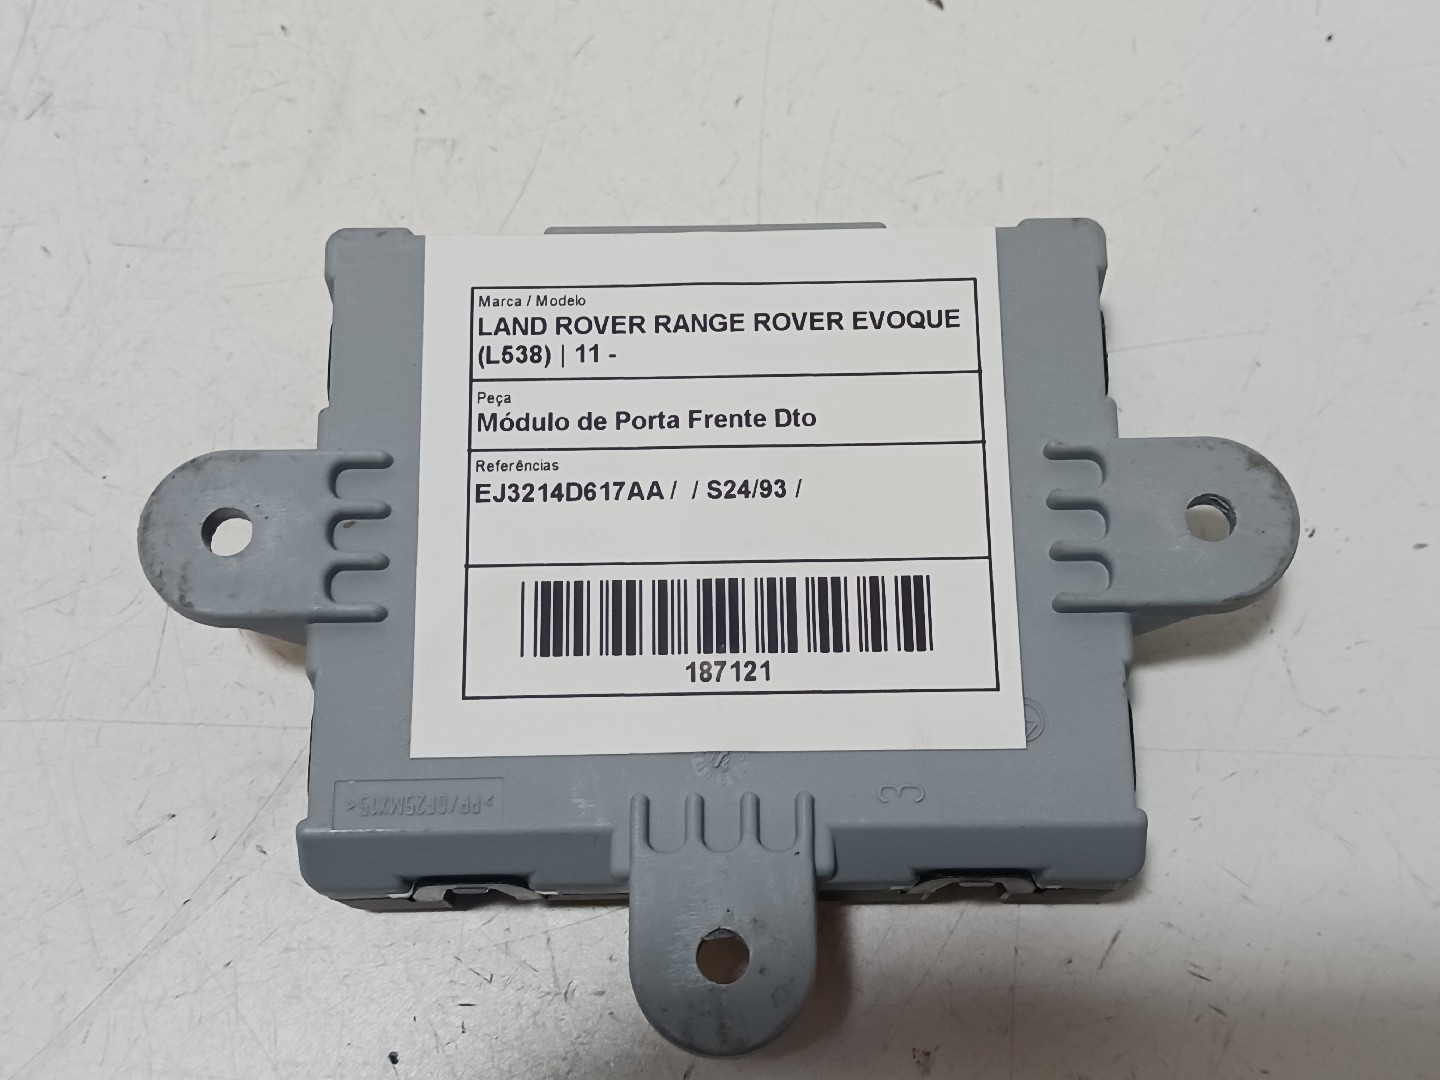 Marca / Modelo
LAND ROVER RANGE ROVER EVOQUE
(L538) | 11 -
Peça
Módulo de Porta Frente Dto
Referências
EJ3214D617AA / / S24/93 /
187121
>PP/GF25MX15<
3